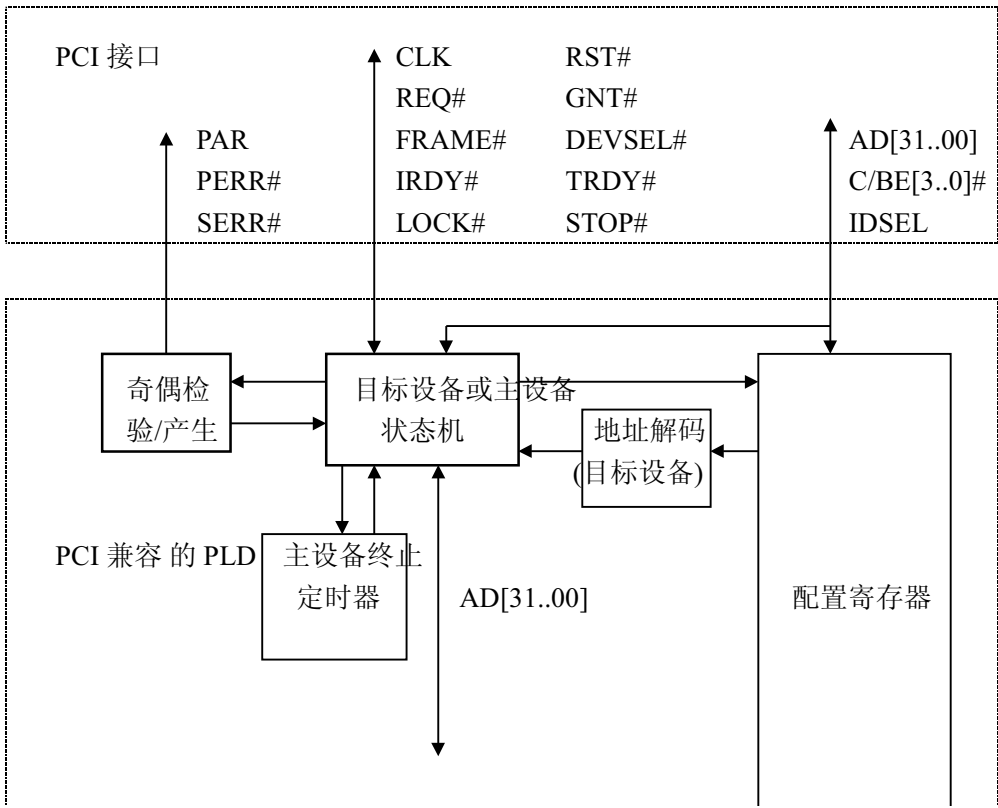 PCI 接口
PAR
PERR#
SERR#
CLK
REQ#
FRAME#
IRDY#
LOCK#
RST#
GNT#
DEVSEL#
TRDY#
STOP#
AD[31..00]
C/BE[3..0]#
IDSEL
奇偶检
验/产生
目标设备或主设备
状态机
地址解码
(目标设备)
PCI 兼容 的 PLD
主设备终止
定时器
AD[31..00]
配置寄存器